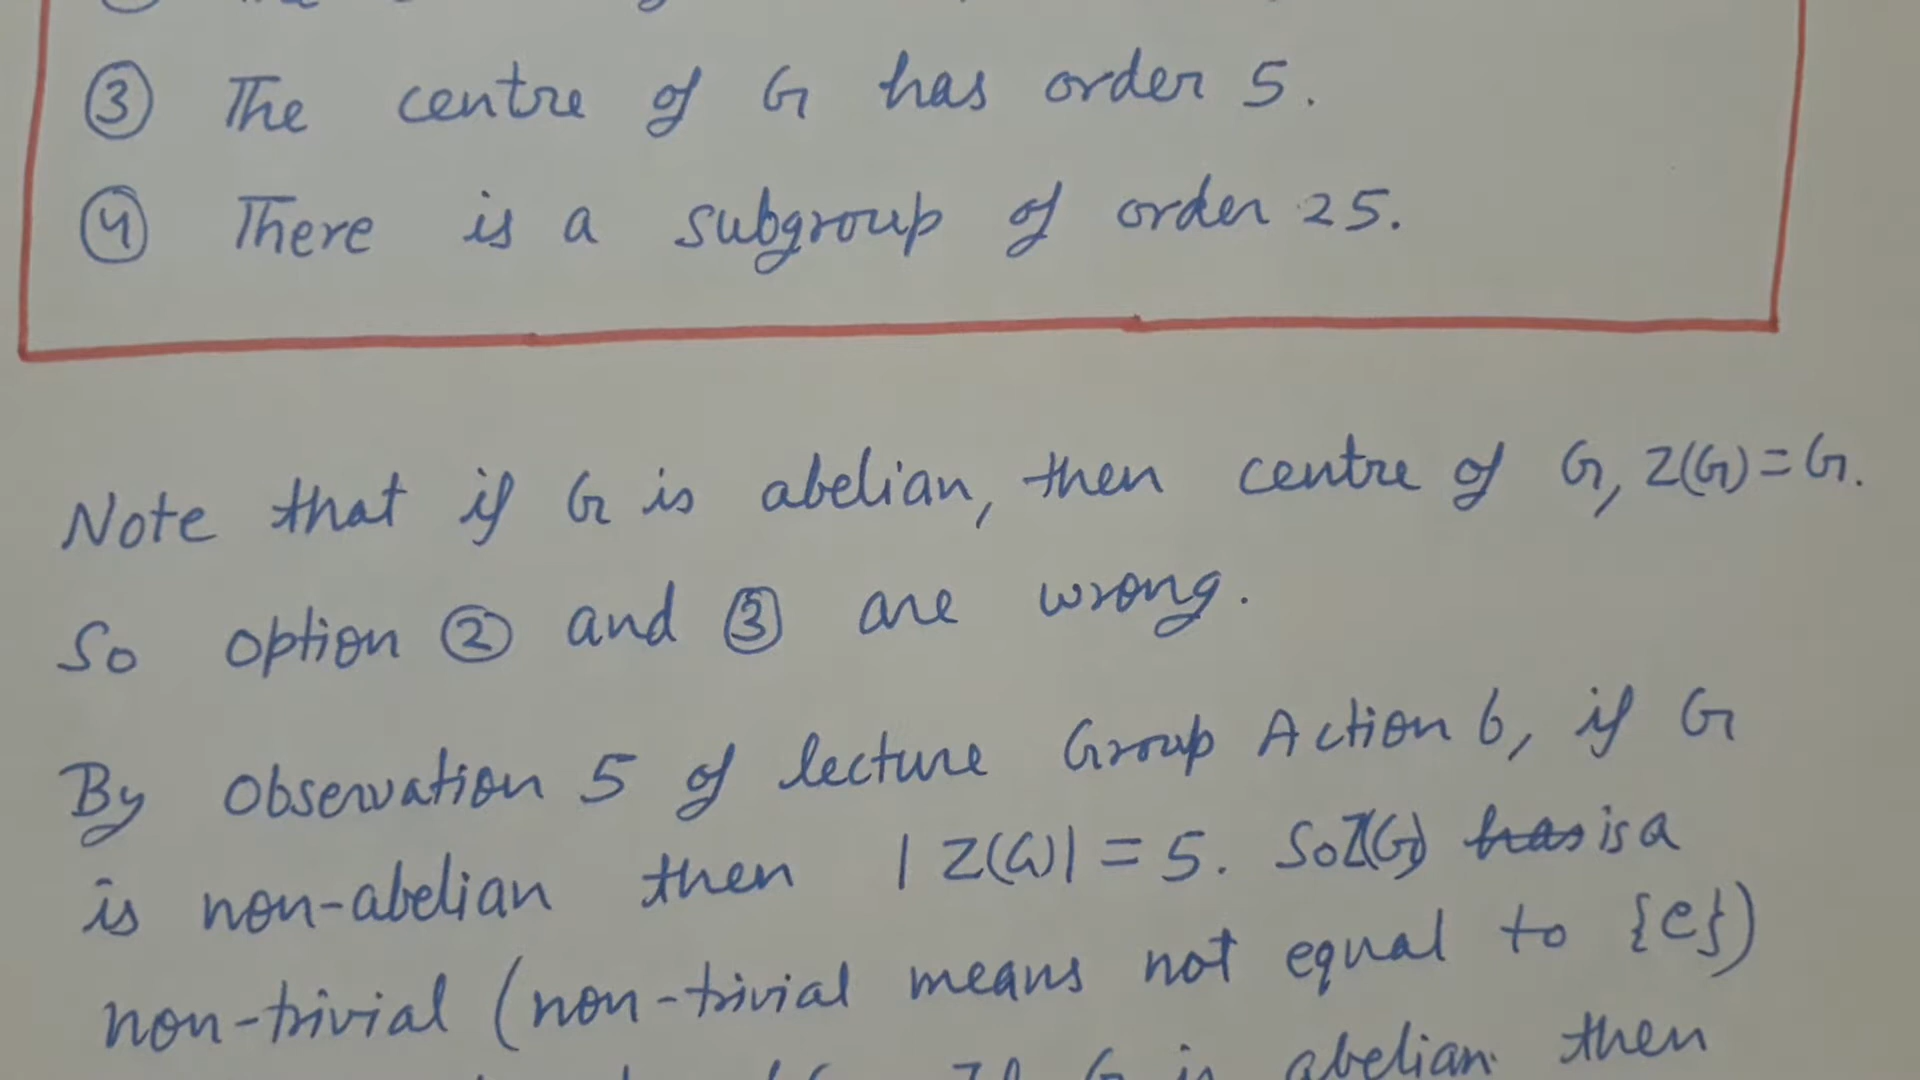 ③ The centre of G has order 5.
④ There is a subgroup of order 25.
Note that if G is abelian, then centre of G, Z(G)=G.
So option ② and ③ are wrong.
By Observation 5 of lecture Group Action 6, if G
is non-abelian then |Z(G)| = 5. So Z(G) has is a
non-trivial (non-trivial means not equal to {e})
If G is abelian then